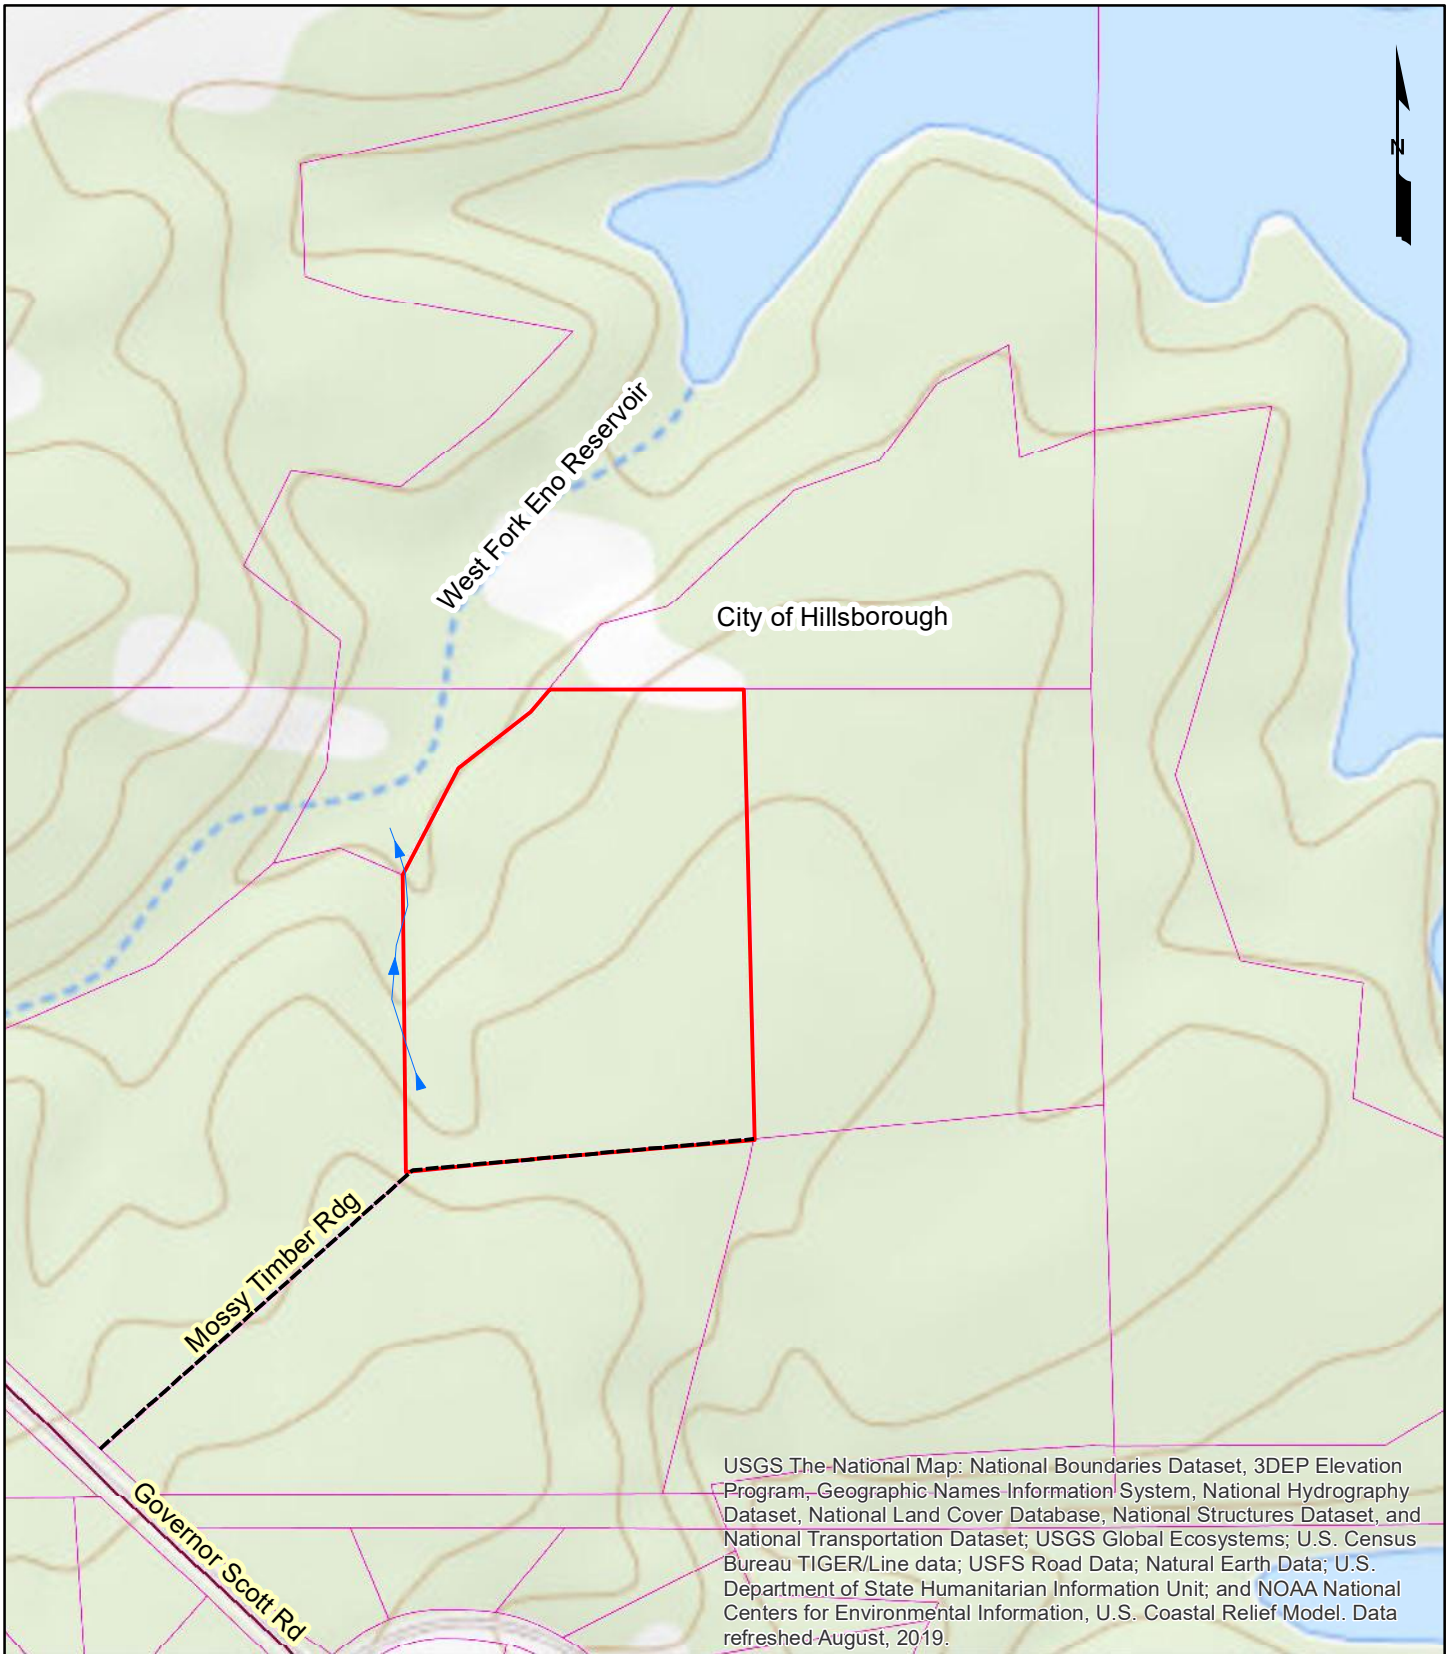 N
West Fork Eno Reservoir
City of Hillsborough
Mossy Timber Rdg
Governor Scott Rd
USGS The National Map: National Boundaries Dataset, 3DEP Elevation
Program, Geographic Names Information System, National Hydrography
Dataset, National Land Cover Database, National Structures Dataset, and
National Transportation Dataset; USGS Global Ecosystems; U.S. Census
Bureau TIGER/Line data; USFS Road Data; Natural Earth Data; U.S.
Department of State Humanitarian Information Unit; and NOAA National
Centers for Environmental Information, U.S. Coastal Relief Model. Data
refreshed August, 2019.